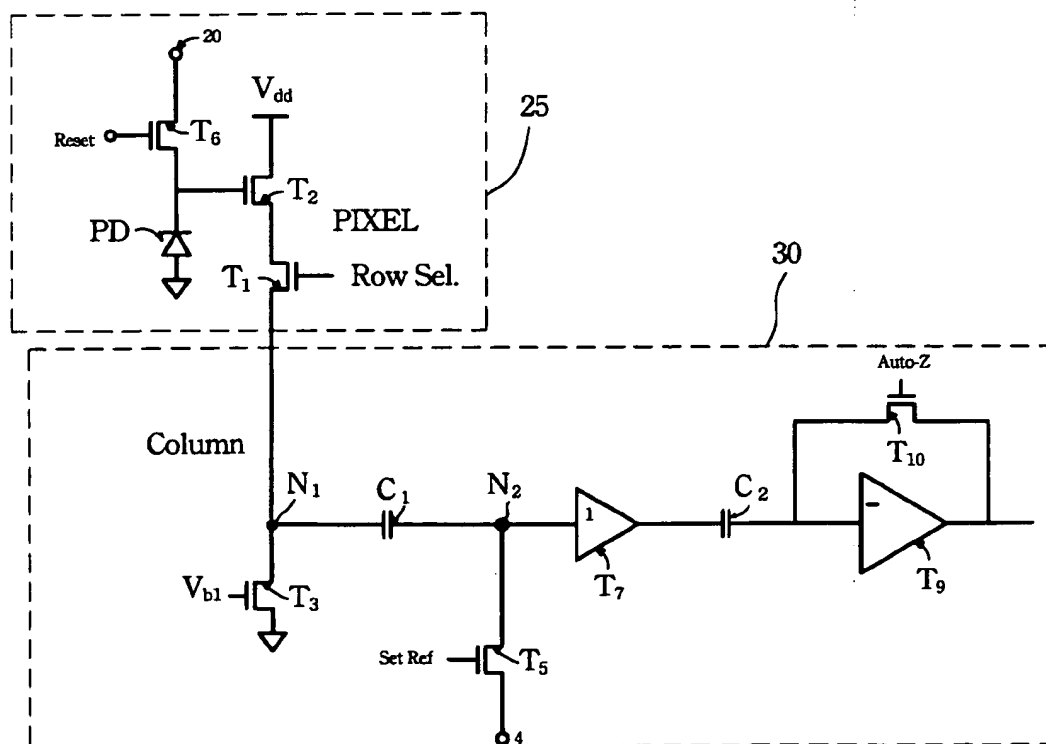 20
Vdd
25
Reset
T6
T2
PD
PIXEL
T1
Row Sel.
30
Auto-Z
T10
Column
N1
C1
N2
1
C2
−
T7
T9
Vb1
T3
Set Ref
T5
4